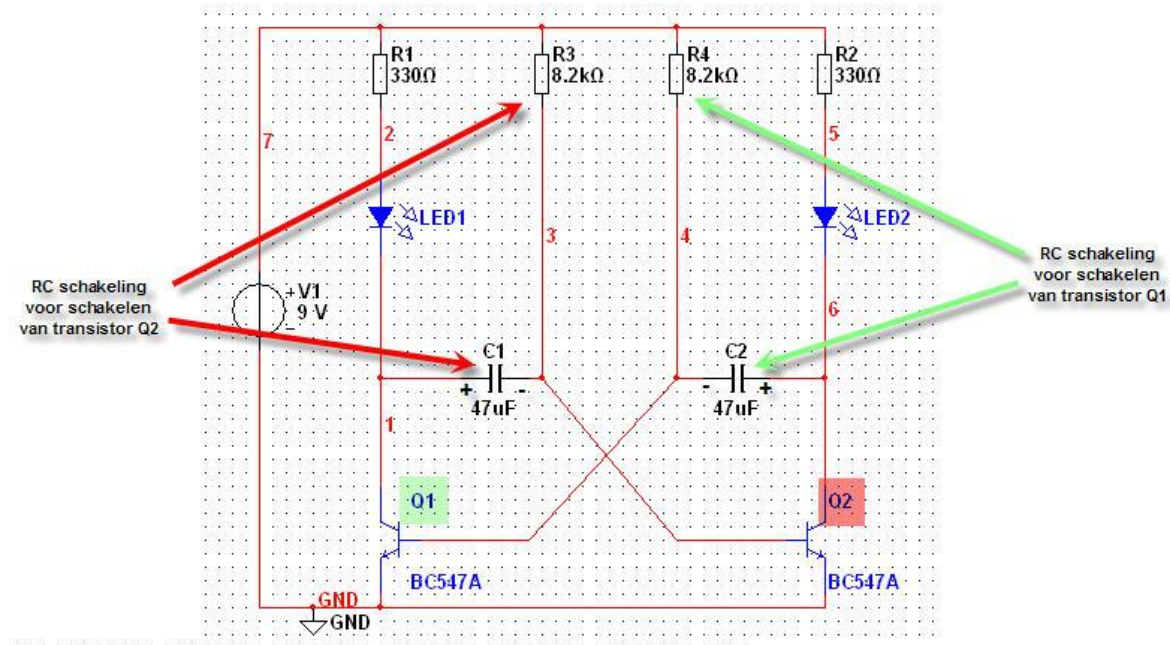 R1
330Ω
R3
8.2kΩ
R4
8.2kΩ
R2
330Ω
7
2
5
LED1
LED2
3
4
RC schakeling
voor schakelen
van transistor Q2
RC schakeling
voor schakelen
van transistor Q1
+
V1
9 V
-
6
C1
+
-
47uF
C2
-
+
47uF
1
Q1
Q2
BC547A
BC547A
GND
GND